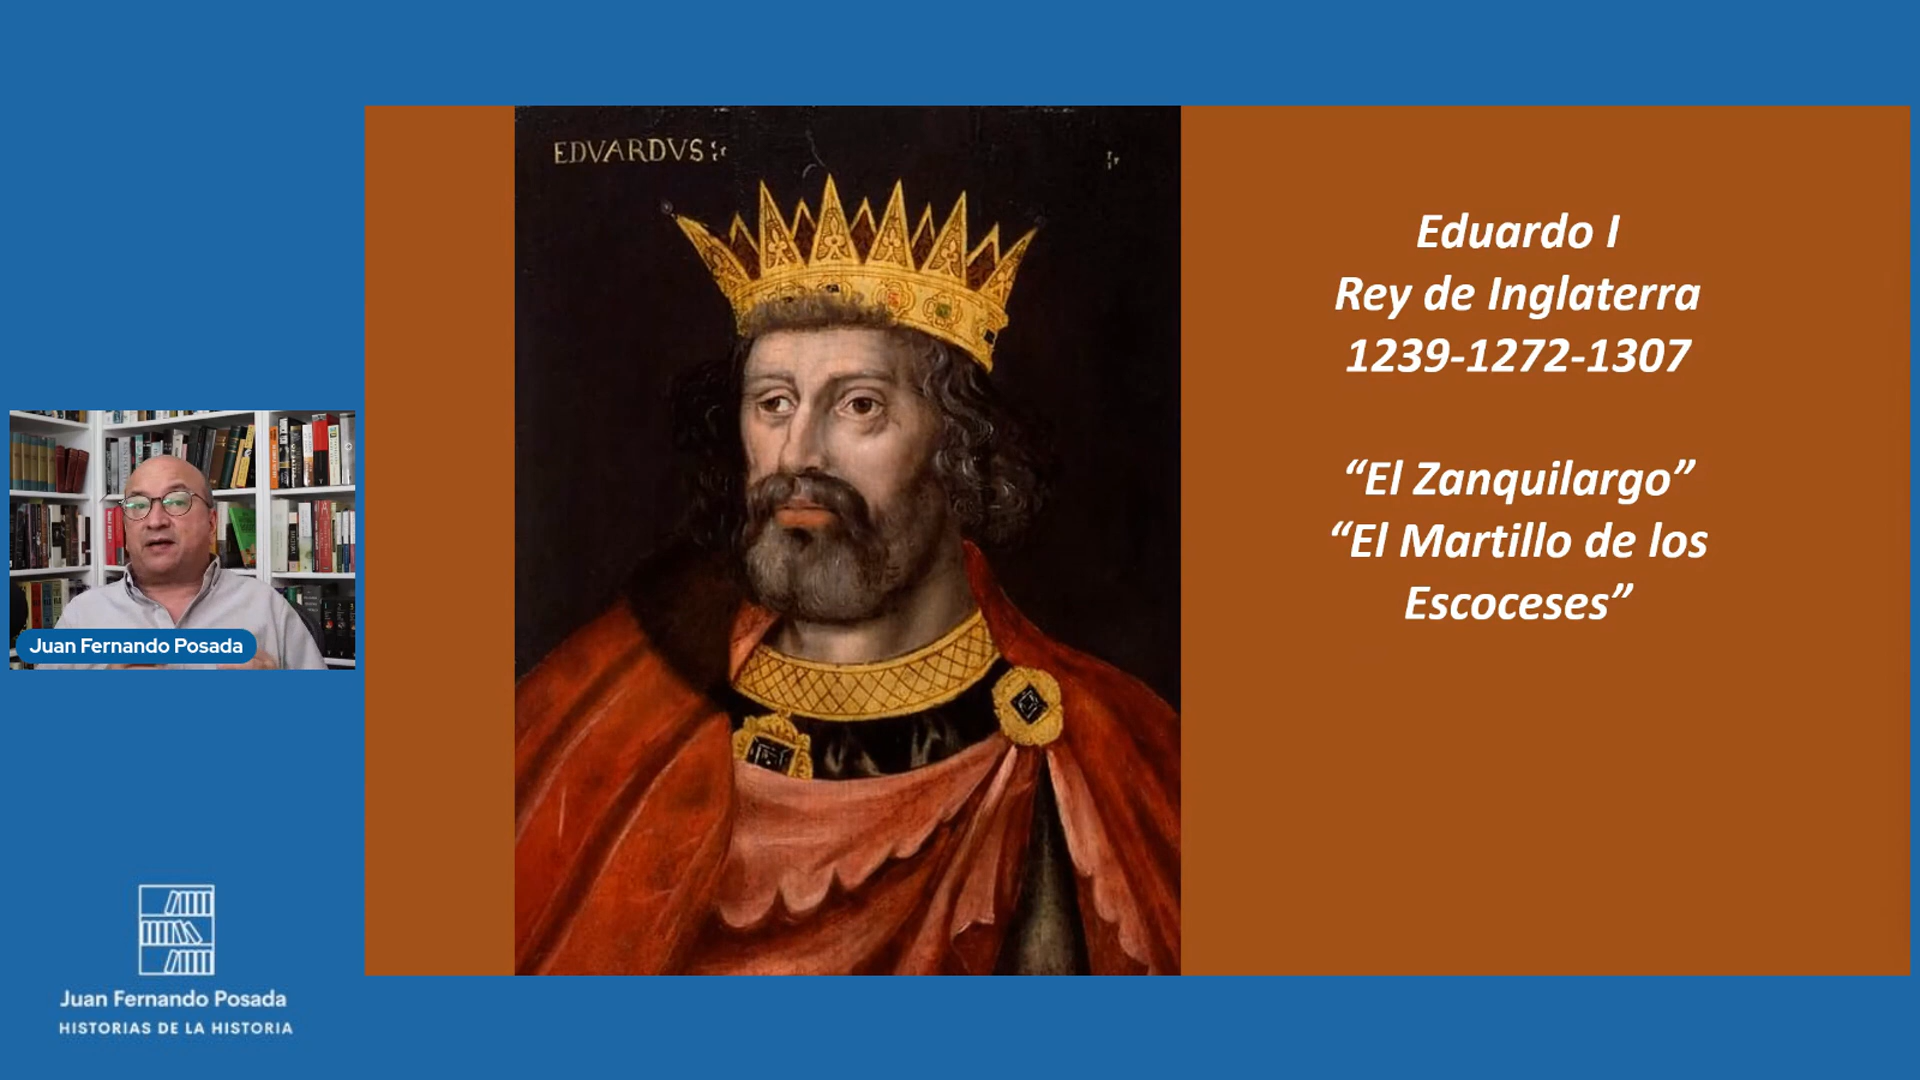 EDVARDVS
Eduardo I
Rey de Inglaterra
1239-1272-1307
“El Zanquilargo”
“El Martillo de los
Escoceses”
Juan Fernando Posada
Juan Fernando Posada
HISTORIAS DE LA HISTORIA